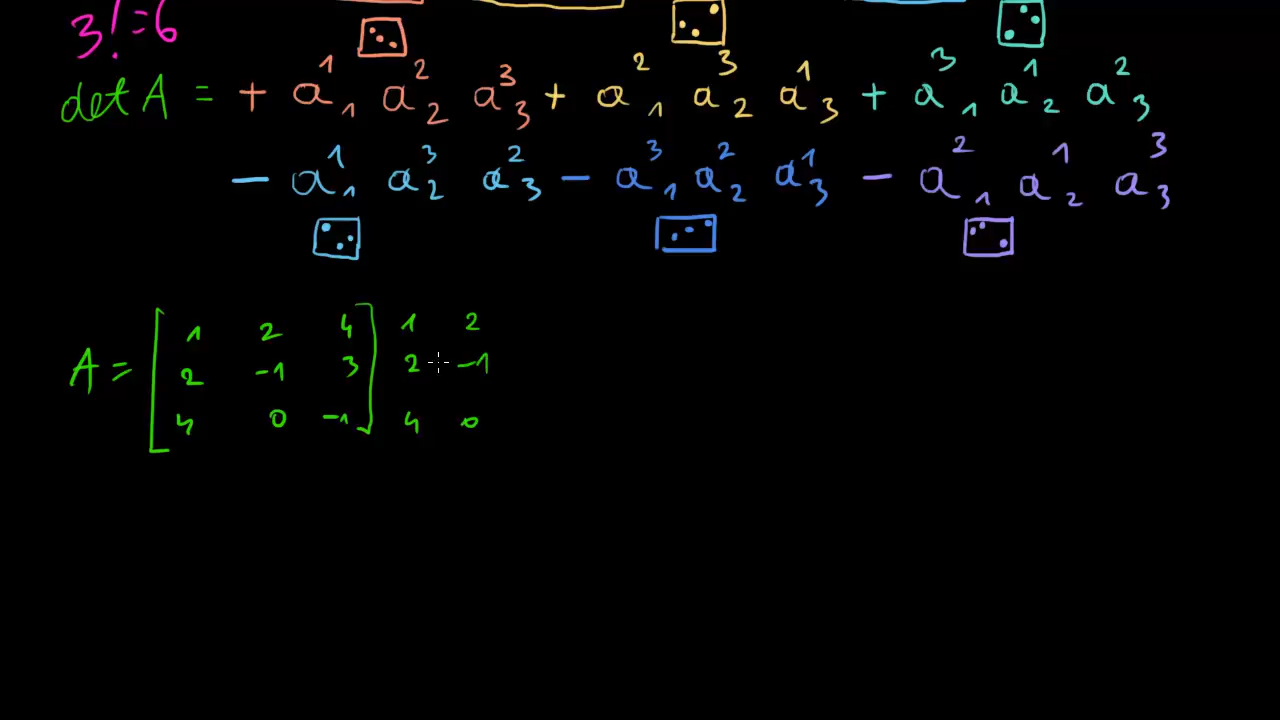 3!=6
det A = + a¹₁ a²₂ a³₃ + a²₁ a³₂ a¹₃ + a³₁ a¹₂ a²₃
− a¹₁ a³₂ a²₃ − a³₁ a²₂ a¹₃ − a²₁ a¹₂ a³₃
1 2 4 1 2
A = 2 -1 3 2 -1
4 0 -1 4 0